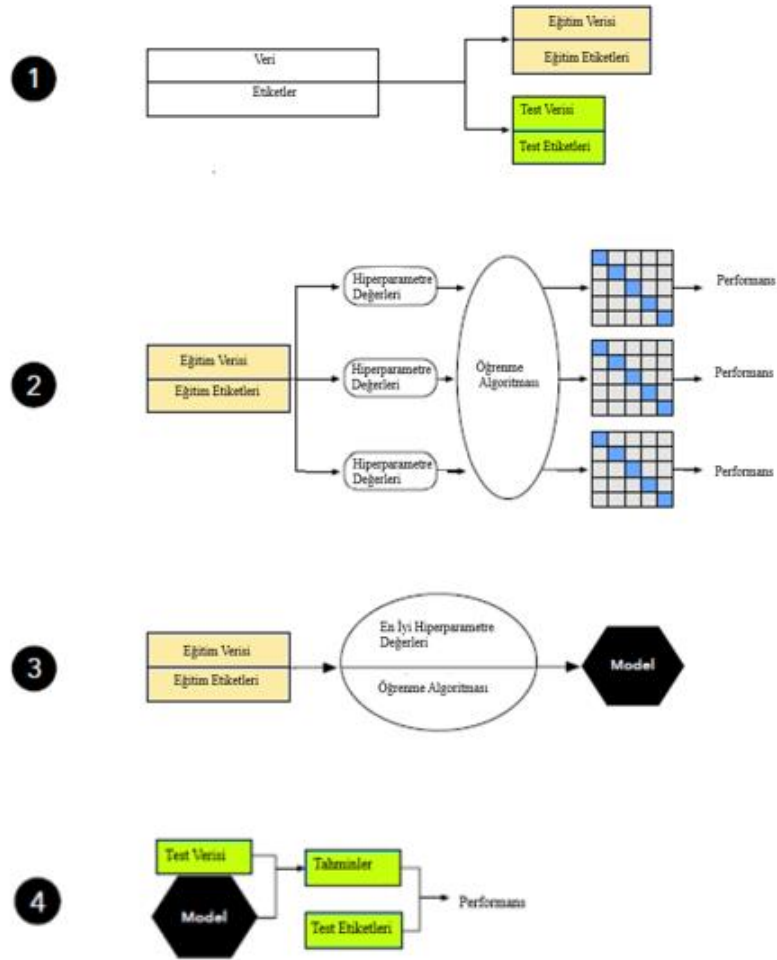 1
Veri
Etiketler
Eğitim Verisi
Eğitim Etiketleri
Test Verisi
Test Etiketleri
2
Eğitim Verisi
Eğitim Etiketleri
Hiperparametre
Değerleri
Hiperparametre
Değerleri
Hiperparametre
Değerleri
Öğrenme
Algoritması
Performans
Performans
Performans
3
Eğitim Verisi
Eğitim Etiketleri
En İyi Hiperparametre
Değerleri
Öğrenme Algoritması
Model
4
Test Verisi
Model
Tahminler
Test Etiketleri
Performans